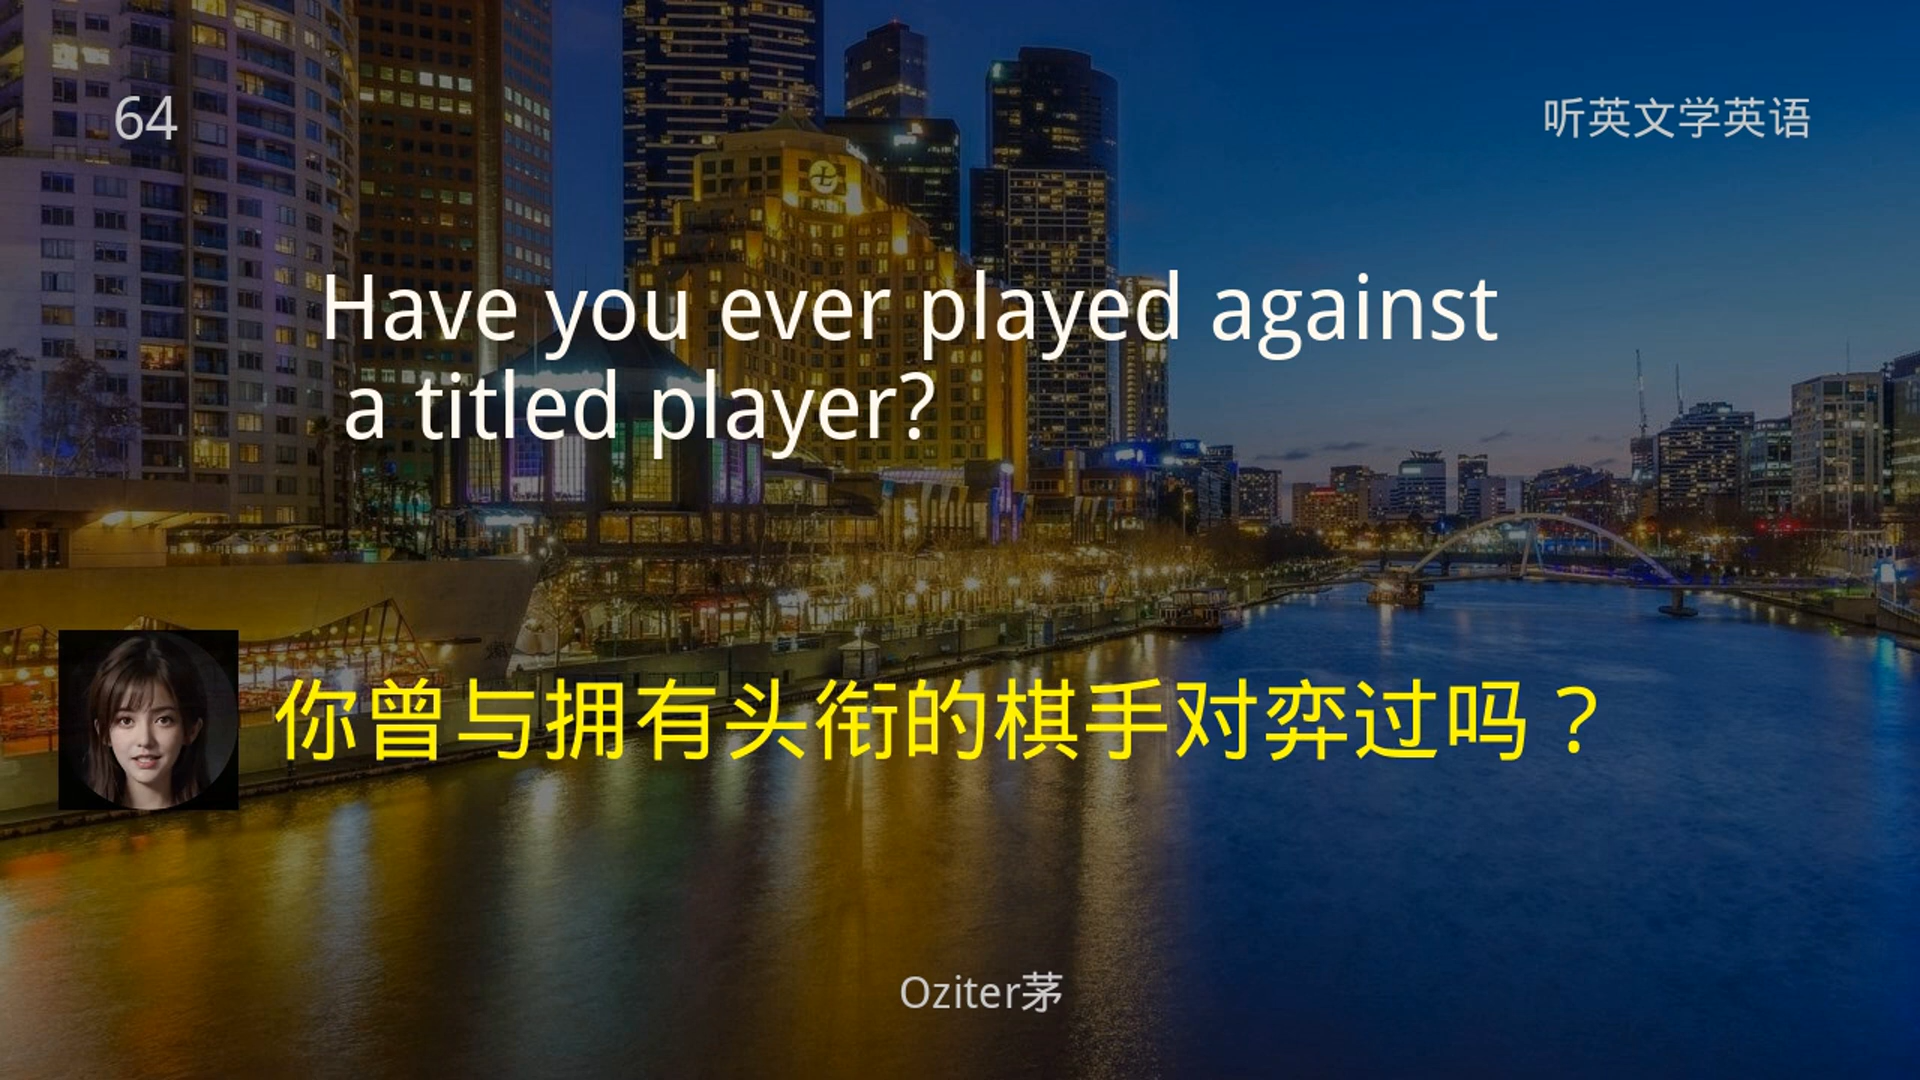 64
听英文学英语
Have you ever played against
a titled player?
你曾与拥有头衔的棋手对弈过吗？
Oziter茅